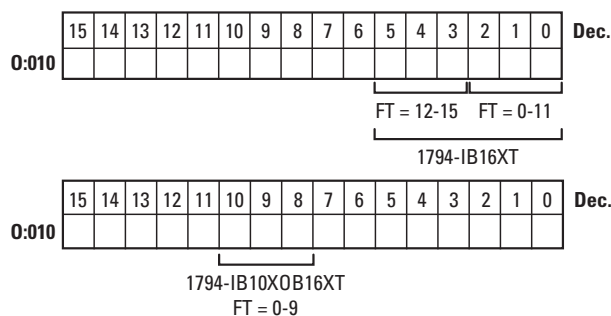 15 14 13 12 11 10 9 8 7 6 5 4 3 2 1 0 Dec.
O:010
FT = 12-15 FT = 0-11
1794-IB16XT
15 14 13 12 11 10 9 8 7 6 5 4 3 2 1 0 Dec.
O:010
1794-IB10XOB16XT
FT = 0-9